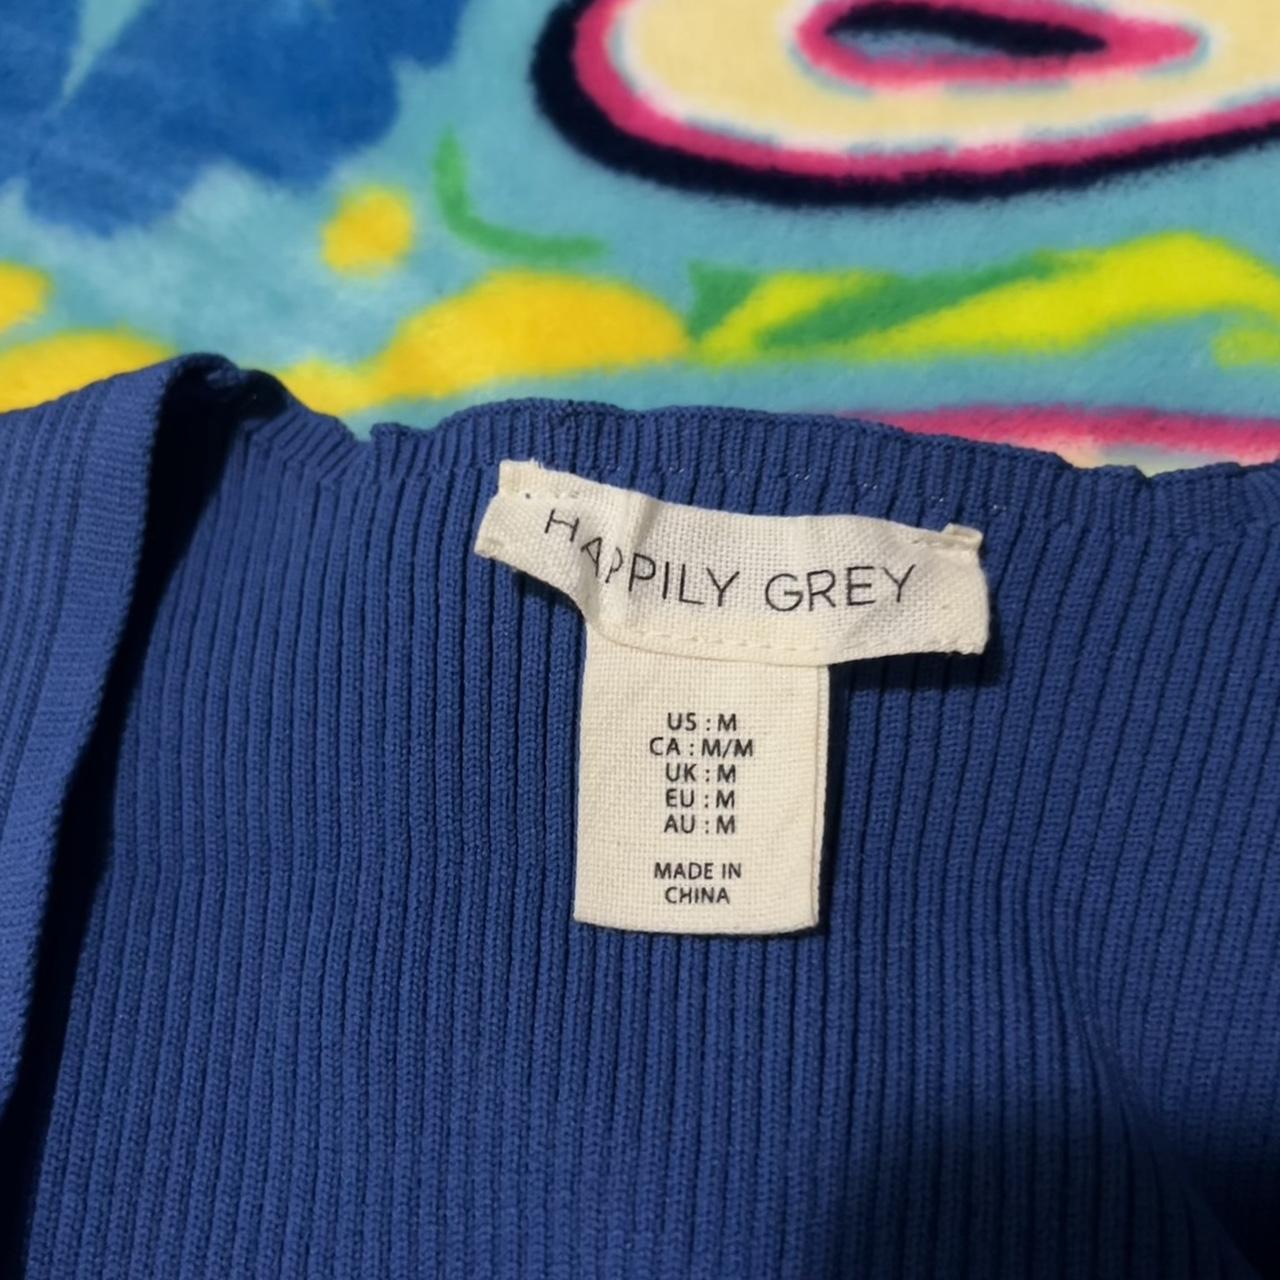 HAPPILY GREY
US : M
CA : M/M
UK : M
EU : M
AU : M
MADE IN
CHINA